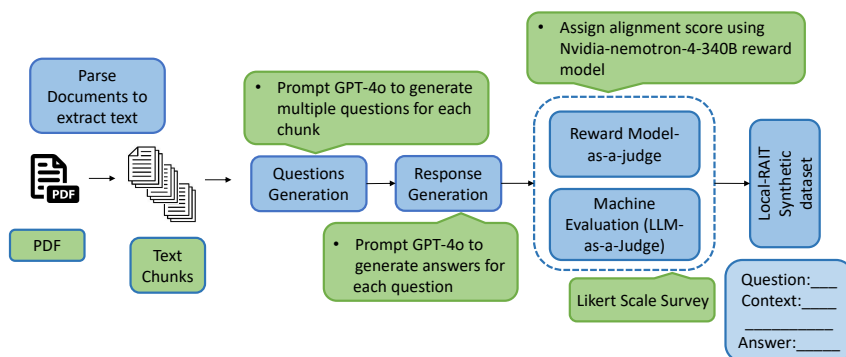 Parse
Documents to
extract text
PDF
PDF
Text
Chunks
• Prompt GPT-4o to generate
multiple questions for each
chunk
Questions
Generation
Response
Generation
• Prompt GPT-4o to
generate answers for
each question
• Assign alignment score using
Nvidia-nemotron-4-340B reward
model
Reward Model-
as-a-judge
Machine
Evaluation (LLM-
as-a-Judge)
Likert Scale Survey
Local-RAIT
Synthetic
dataset
Question:___
Context:____
__________
Answer:_____